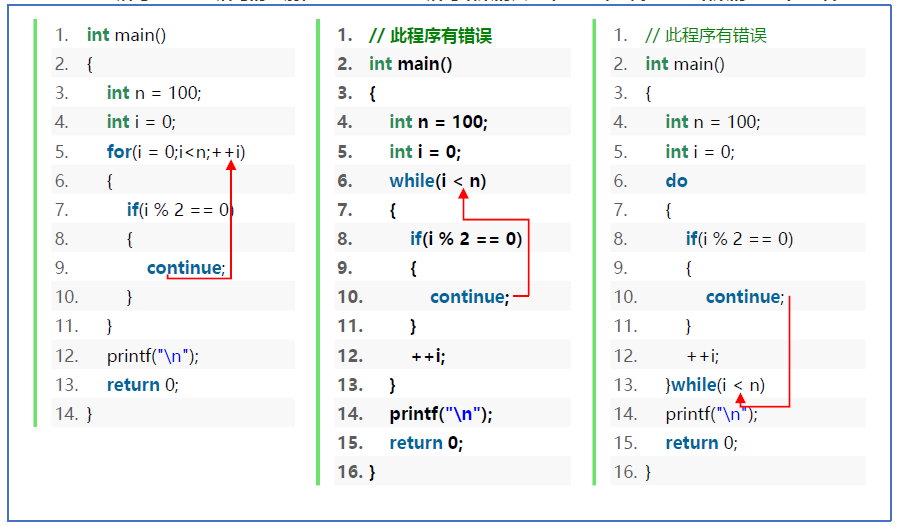 1. int main()
2. {
3. int n = 100;
4. int i = 0;
5. for(i = 0;i<n;++i)
6. {
7. if(i % 2 == 0)
8. {
9. continue;
10. }
11. }
12. printf("\n");
13. return 0;
14. }
1. // 此程序有错误
2. int main()
3. {
4. int n = 100;
5. int i = 0;
6. while(i < n)
7. {
8. if(i % 2 == 0)
9. {
10. continue;
11. }
12. ++i;
13. }
14. printf("\n");
15. return 0;
16. }
1. // 此程序有错误
2. int main()
3. {
4. int n = 100;
5. int i = 0;
6. do
7. {
8. if(i % 2 == 0)
9. {
10. continue;
11. }
12. ++i;
13. }while(i < n)
14. printf("\n");
15. return 0;
16. }